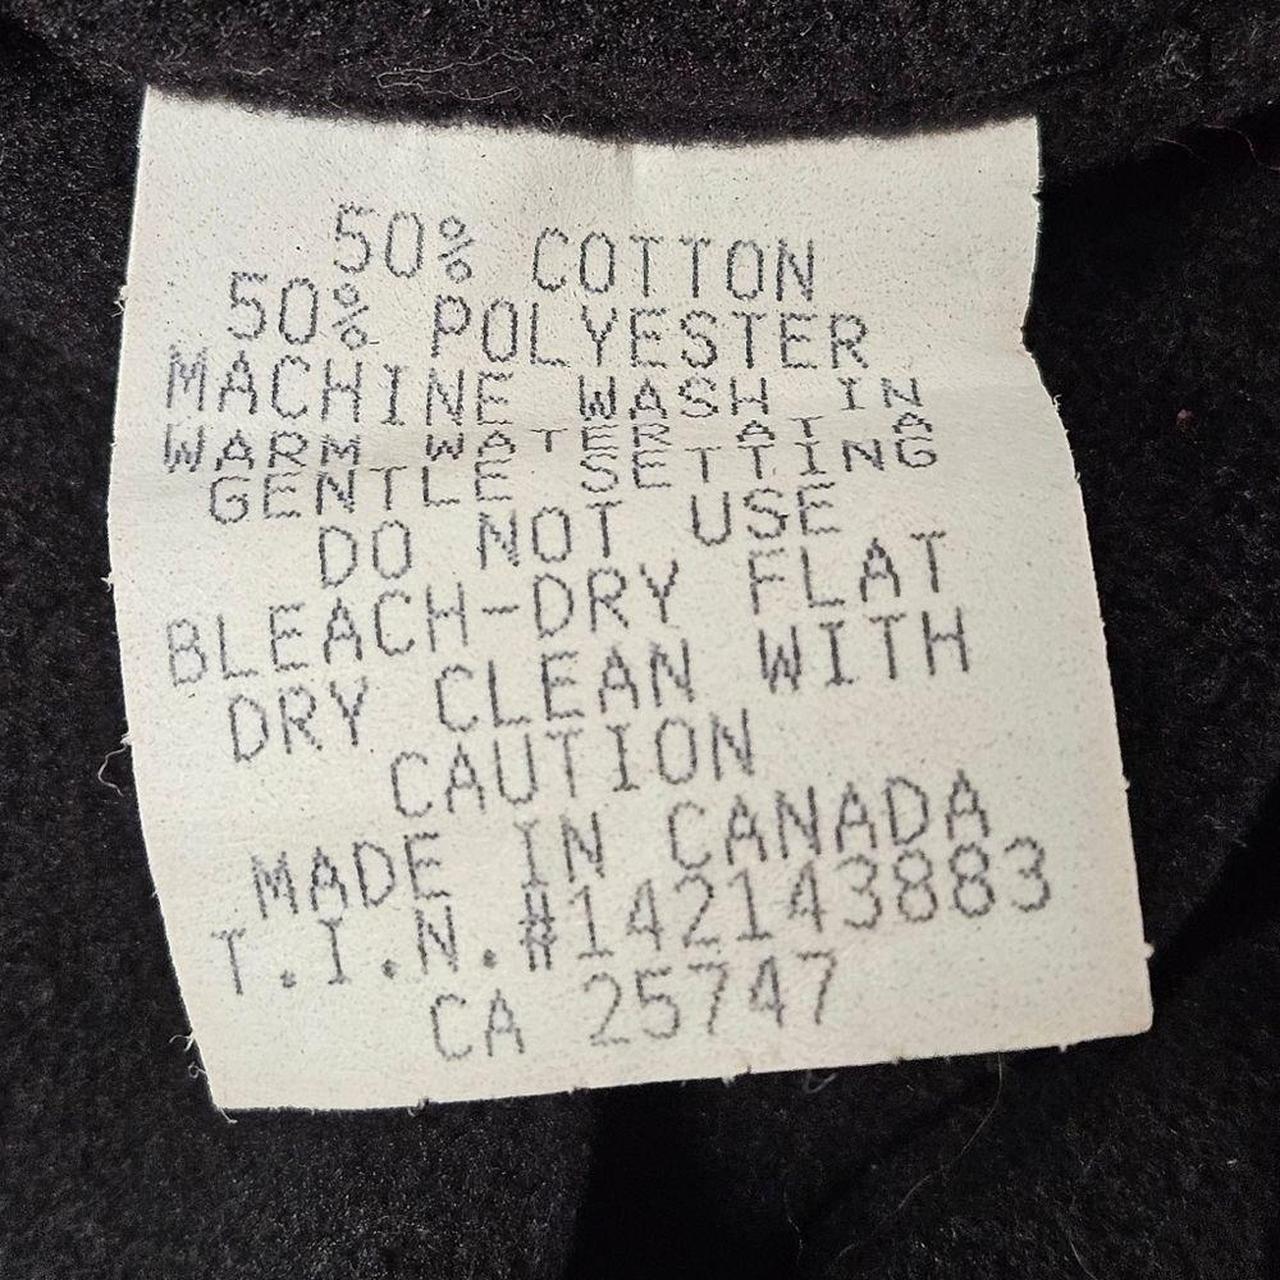 50% COTTON
50% POLYESTER
MACHINE WASH IN
WARM WATER AT A
GENTLE SETTING
DO NOT USE
BLEACH-DRY FLAT
DRY CLEAN WITH
CAUTION
MADE IN CANADA
T.I.N.#142143883
CA 25747